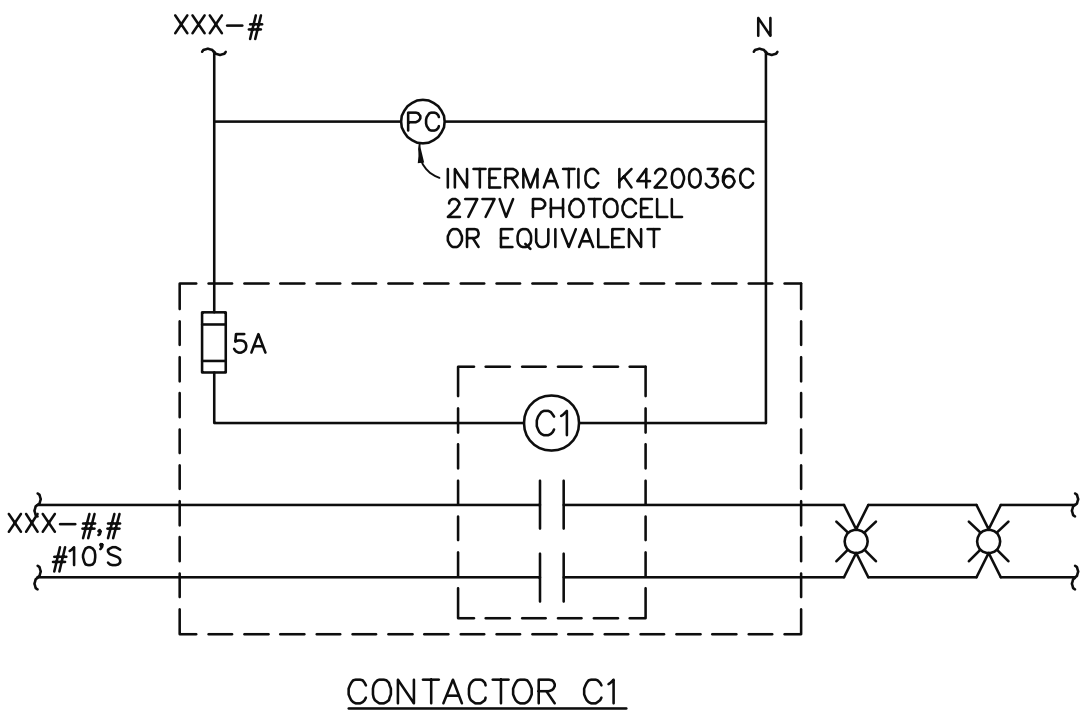 XXX-#
N
PC
INTERMATIC K420036C
277V PHOTOCELL
OR EQUIVALENT
5A
C1
XXX-#,#
#10'S
CONTACTOR C1